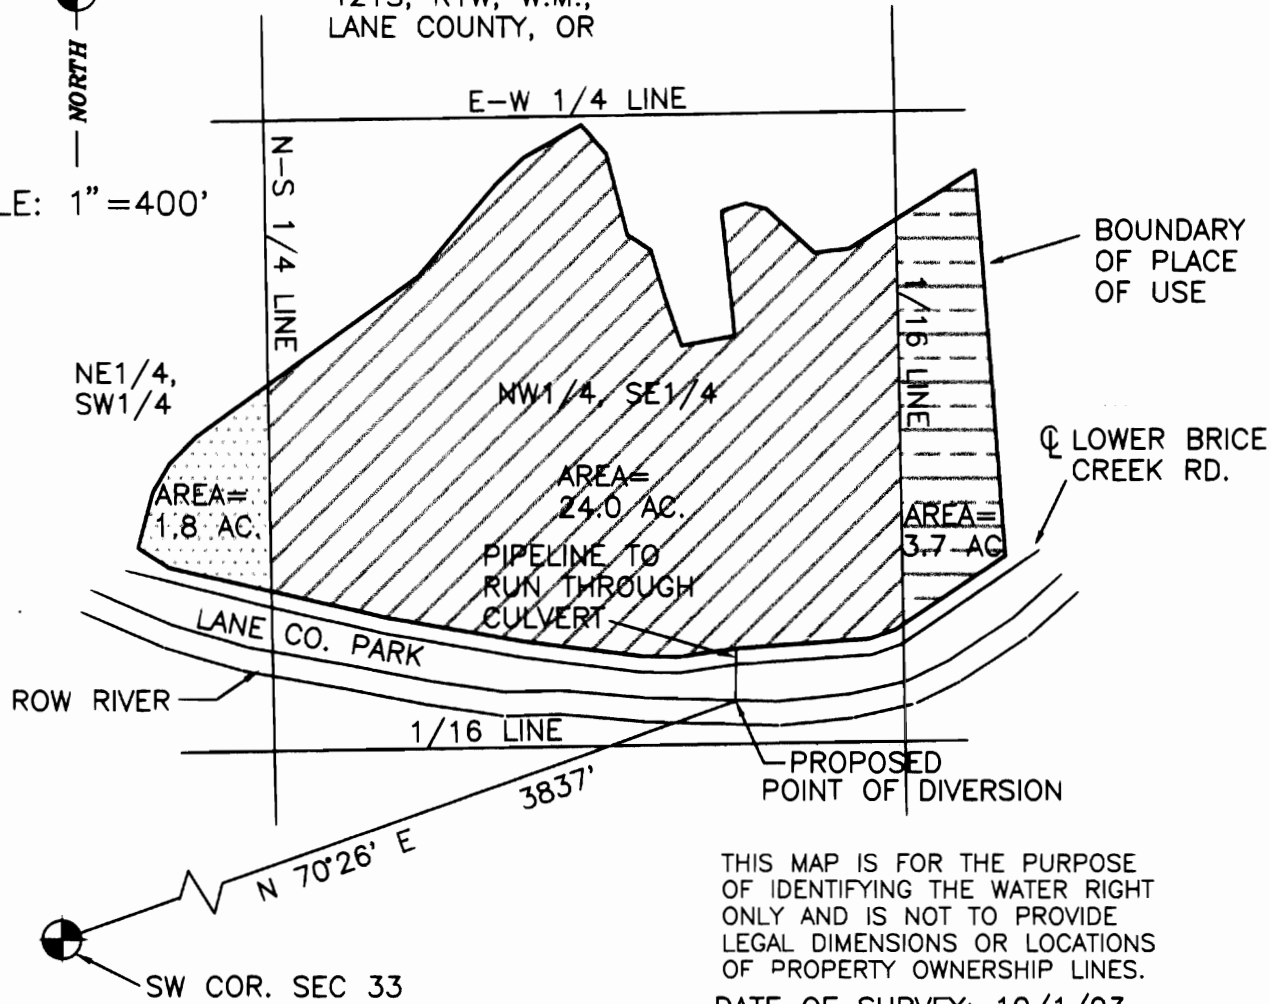 LANE COUNTY, OR
NORTH
E-W 1/4 LINE
N-S 1/4 LINE
LE: 1"=400'
BOUNDARY
OF PLACE
OF USE
1/16 LINE
NE1/4,
SW1/4
NW1/4, SE1/4
℄ LOWER BRICE
CREEK RD.
AREA=
1.8 AC.
AREA=
24.0 AC.
AREA=
3.7 AC
PIPELINE TO
RUN THROUGH
CULVERT
LANE CO. PARK
ROW RIVER
1/16 LINE
PROPOSED
POINT OF DIVERSION
3837'
N 70°26' E
SW COR. SEC 33
THIS MAP IS FOR THE PURPOSE
OF IDENTIFYING THE WATER RIGHT
ONLY AND IS NOT TO PROVIDE
LEGAL DIMENSIONS OR LOCATIONS
OF PROPERTY OWNERSHIP LINES.
DATE OF SURVEY: